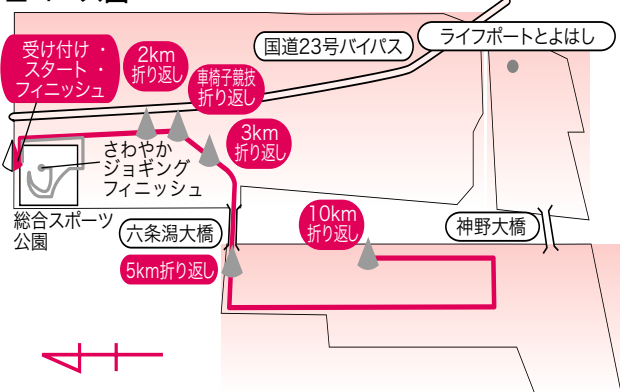 受け付け・
スタート・
フィニッシュ
2km
折り返し
車椅子競技
折り返し
3km
折り返し
国道23号バイパス
ライフポートとよはし
さわやか
ジョギング
フィニッシュ
総合スポーツ
公園
六条潟大橋
10km
折り返し
神野大橋
5km折り返し